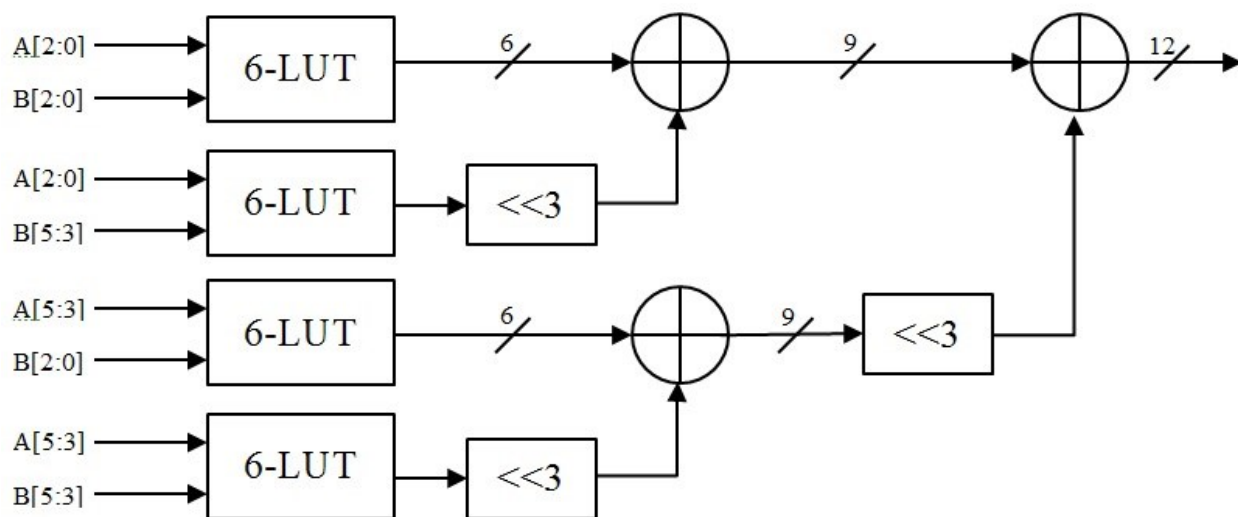 A[2:0]
B[2:0]
6-LUT
6
9
12
A[2:0]
B[5:3]
6-LUT
<<3
A[5:3]
B[2:0]
6-LUT
6
9
<<3
A[5:3]
B[5:3]
6-LUT
<<3